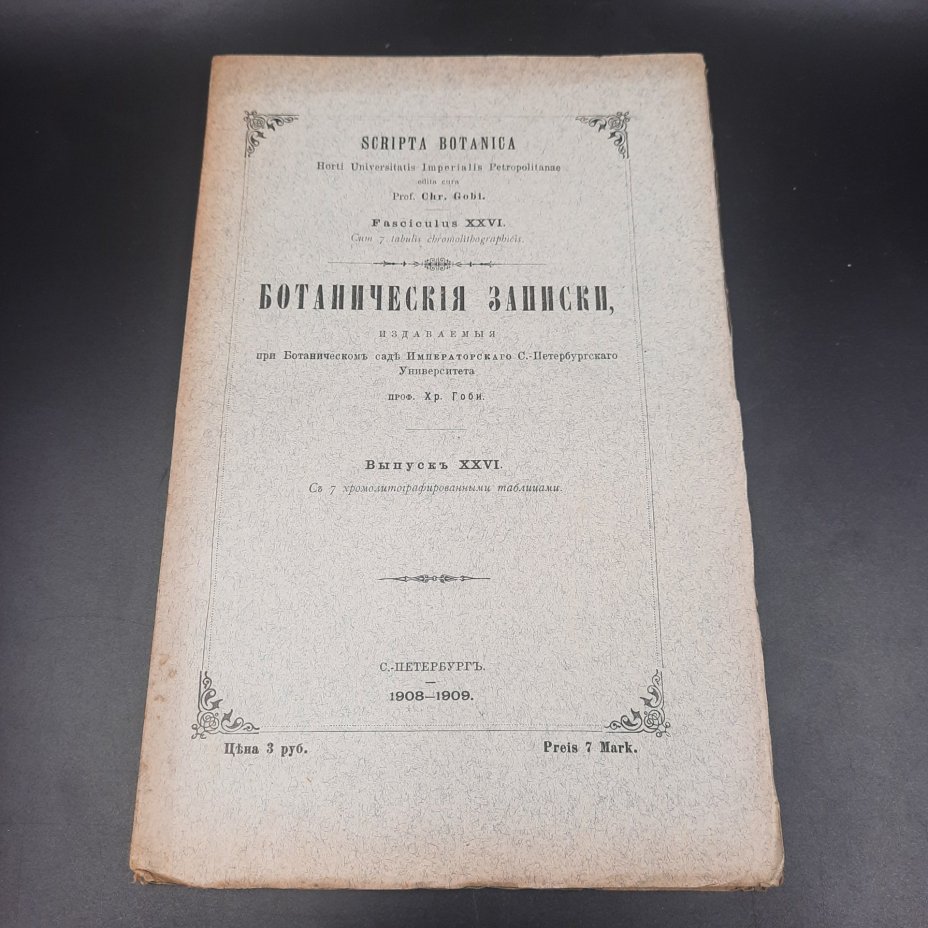 SCRIPTA BOTANICA
Horti Universitatis Imperialis Petropolitanae
edita cura
Prof. Chr. Gobi.
Fasciculus XXVI.
Cum 7 tabulis chromolithographicis.
БОТАНИЧЕСКІЯ ЗАПИСКИ,
ИЗДАВАЕМЫЯ
при Ботаническомъ садѣ Императорскаго С.-Петербургскаго
Университета
проф. Хр. Гоби.
Выпускъ XXVI.
Съ 7 хромолитографированными таблицами.
С.-ПЕТЕРБУРГЪ.
1908–1909.
Цѣна 3 руб. Preis 7 Mark.